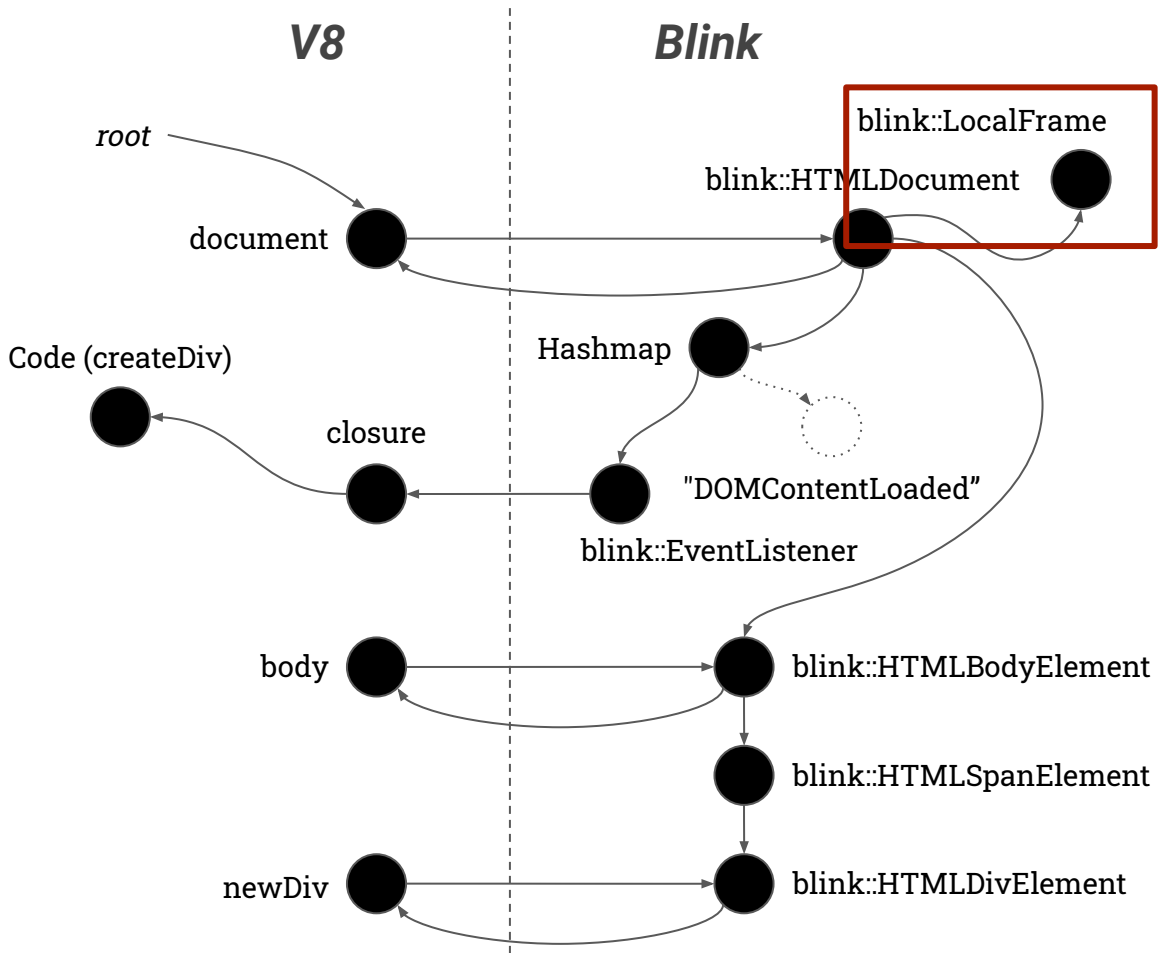 V8
Blink
blink::LocalFrame
root
blink::HTMLDocument
document
Hashmap
Code (createDiv)
closure
"DOMContentLoaded”
blink::EventListener
body
blink::HTMLBodyElement
blink::HTMLSpanElement
newDiv
blink::HTMLDivElement